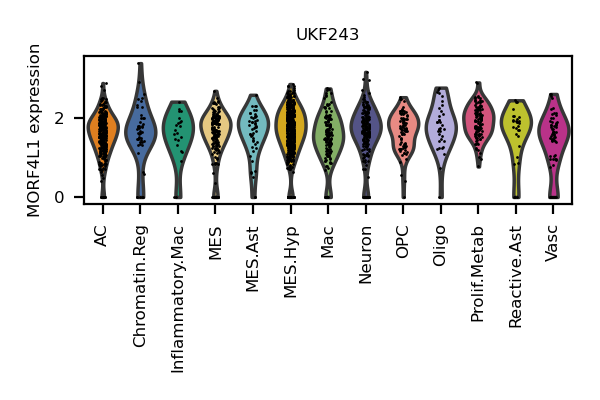 UKF243
MORF4L1 expression
2
0
AC
Chromatin.Reg
Inflammatory.Mac
MES
MES.Ast
MES.Hyp
Mac
Neuron
OPC
Oligo
Prolif.Metab
Reactive.Ast
Vasc